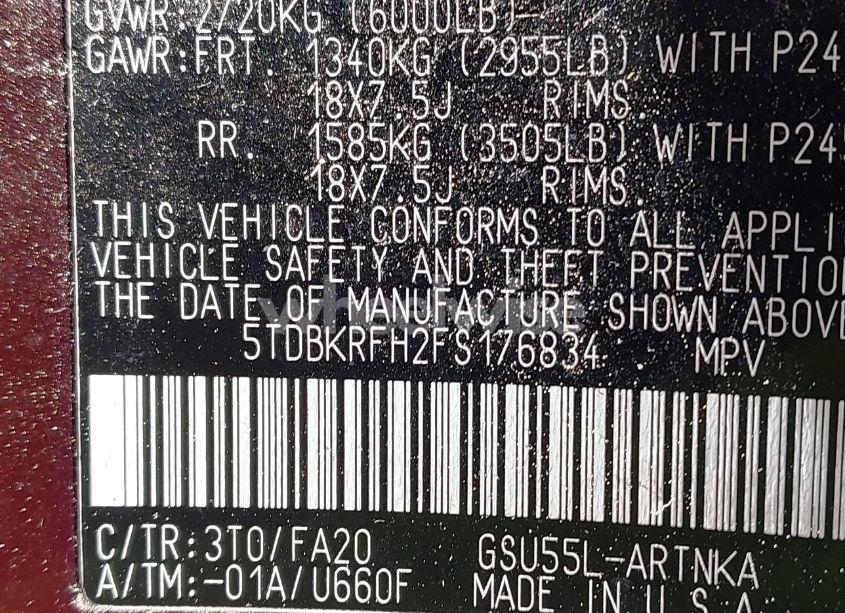 GVWR:2720KG (6000LB)
GAWR:FRT. 1340KG (2955LB) WITH P24
18X7.5J RIMS.
RR. 1585KG (3505LB) WITH P24
18X7.5J RIMS.
THIS VEHICLE CONFORMS TO ALL APPLI
VEHICLE SAFETY AND THEFT PREVENTION
THE DATE OF MANUFACTURE SHOWN ABOVE
5TDBKRFH2FS176834 MPV
C/TR:3T0/FA20 GSU55L-ARTNKA
A/TM:-01A/U660F MADE IN U.S.A